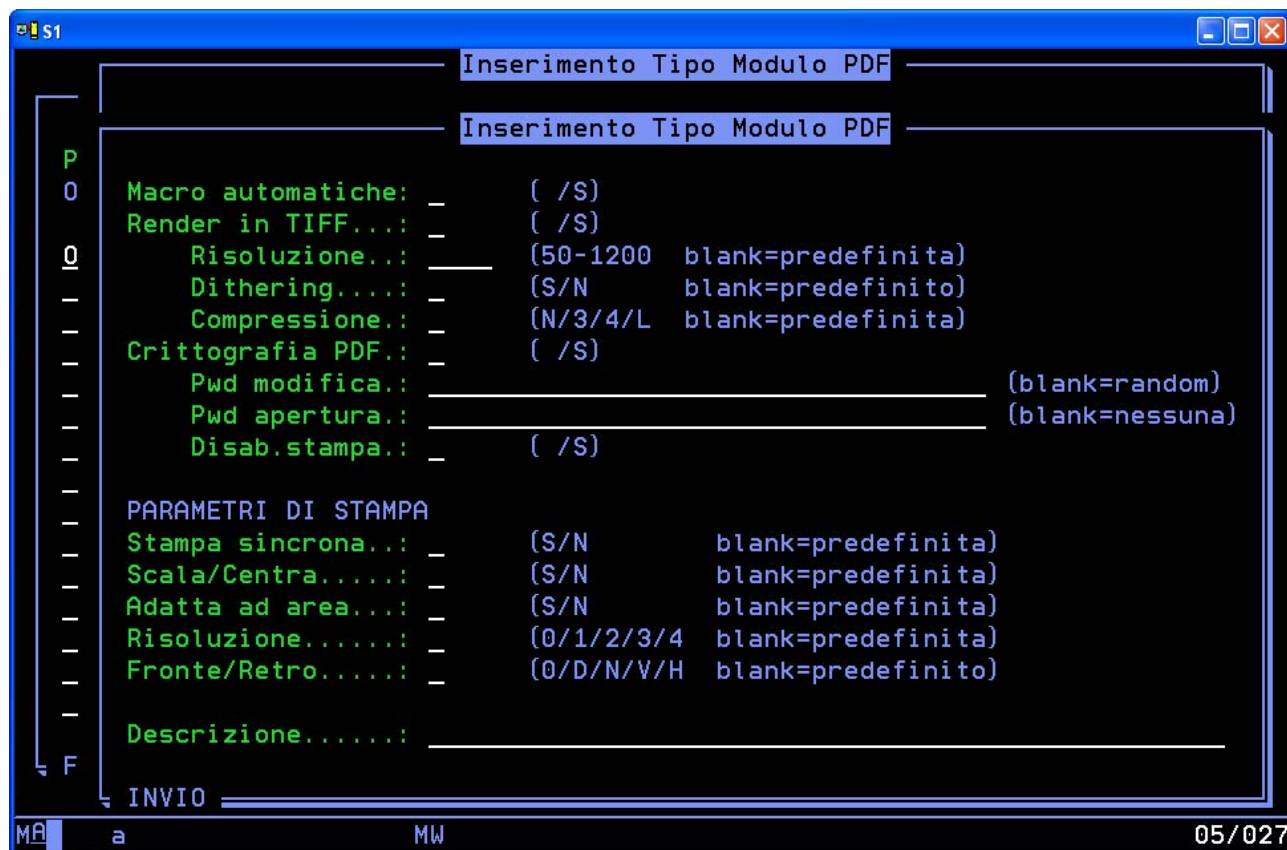 S1
Inserimento Tipo Modulo PDF
Inserimento Tipo Modulo PDF
P
O Macro automatiche: _ ( /S)
Render in TIFF...: _ ( /S)
O Risoluzione..: ____ (50-1200 blank=predefinita)
Dithering....: _ (S/N blank=predefinito)
Compressione.: _ (N/3/4/L blank=predefinita)
Crittografia PDF.: _ ( /S)
Pwd modifica.: ___________________________________ (blank=random)
Pwd apertura.: ___________________________________ (blank=nessuna)
Disab.stampa.: _ ( /S)
PARAMETRI DI STAMPA
Stampa sincrona..: _ (S/N blank=predefinita)
Scala/Centra.....: _ (S/N blank=predefinita)
Adatta ad area...: _ (S/N blank=predefinita)
Risoluzione......: _ (0/1/2/3/4 blank=predefinita)
Fronte/Retro.....: _ (0/D/N/V/H blank=predefinito)
Descrizione......: __________________________________________________
F
INVIO
MA a MW 05/027